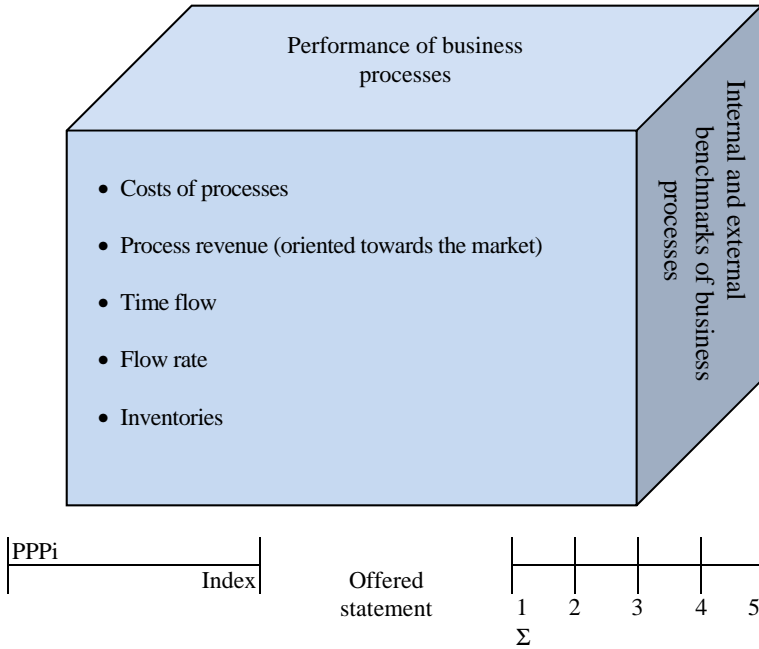 Performance of business
processes
Internal and external
benchmarks of business
processes
• Costs of processes
• Process revenue (oriented towards the market)
• Time flow
• Flow rate
• Inventories
PPPi
Index
Offered
statement
1 2 3 4 5
Σ